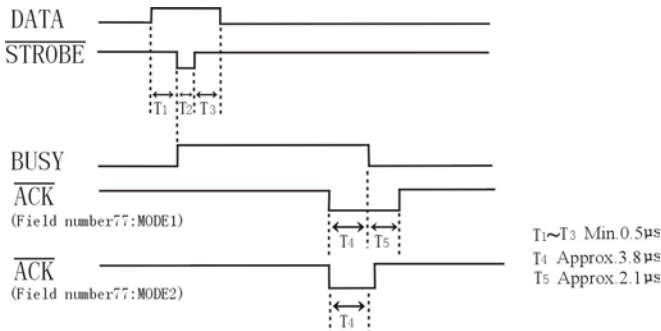 DATA
STROBE
T1 T2 T3
BUSY
ACK
(Field number77:MODE1)
T4 T5
T1~T3 Min.0.5μs
T4 Approx.3.8μs
T5 Approx.2.1μs
ACK
(Field number77:MODE2)
T4